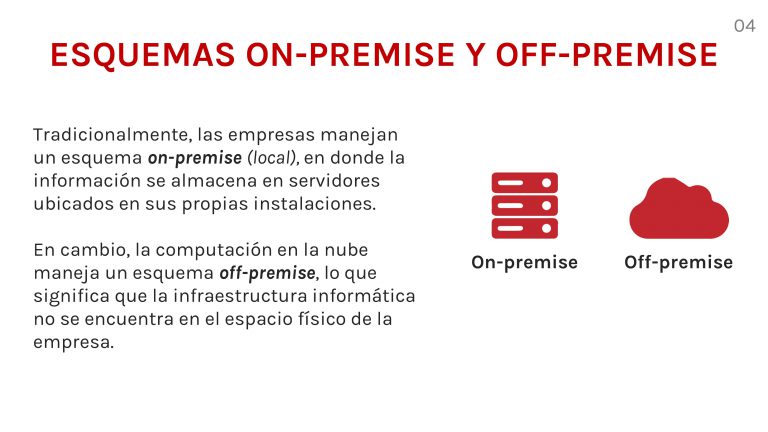 04
ESQUEMAS ON-PREMISE Y OFF-PREMISE
Tradicionalmente, las empresas manejan
un esquema on-premise (local), en donde la
información se almacena en servidores
ubicados en sus propias instalaciones.
En cambio, la computación en la nube
maneja un esquema off-premise, lo que
significa que la infraestructura informática
no se encuentra en el espacio físico de la
empresa.
On-premise
Off-premise